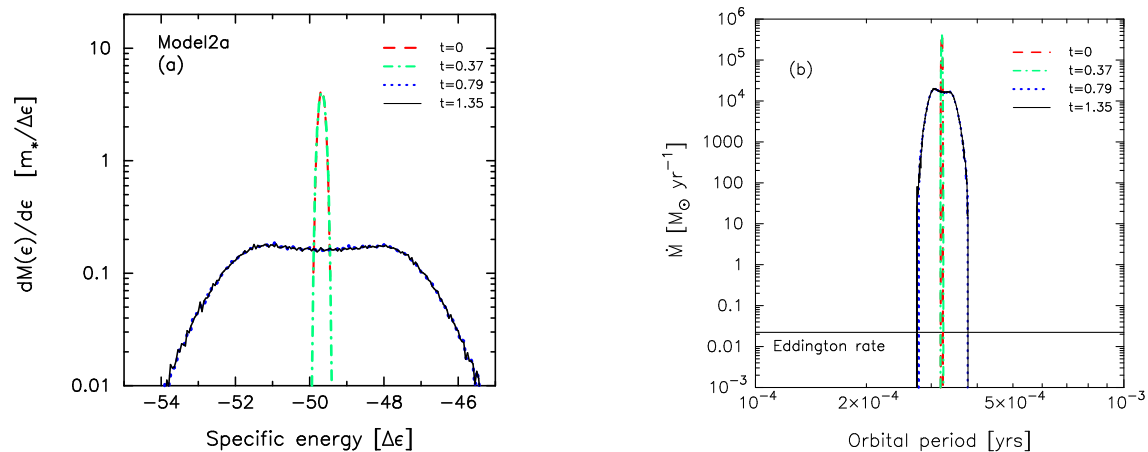 Model2a
(a)
t=0
t=0.37
t=0.79
t=1.35
10
1
0.1
0.01
dM(ϵ)/dϵ [m*/Δϵ]
−54
−52
−50
−48
−46
Specific energy [Δϵ]
(b)
t=0
t=0.37
t=0.79
t=1.35
10⁶
10⁵
10⁴
1000
100
10
1
0.1
0.01
10⁻³
Ṁ [M⊙ yr⁻¹]
Eddington rate
10⁻⁴
2×10⁻⁴
5×10⁻⁴
10⁻³
Orbital period [yrs]